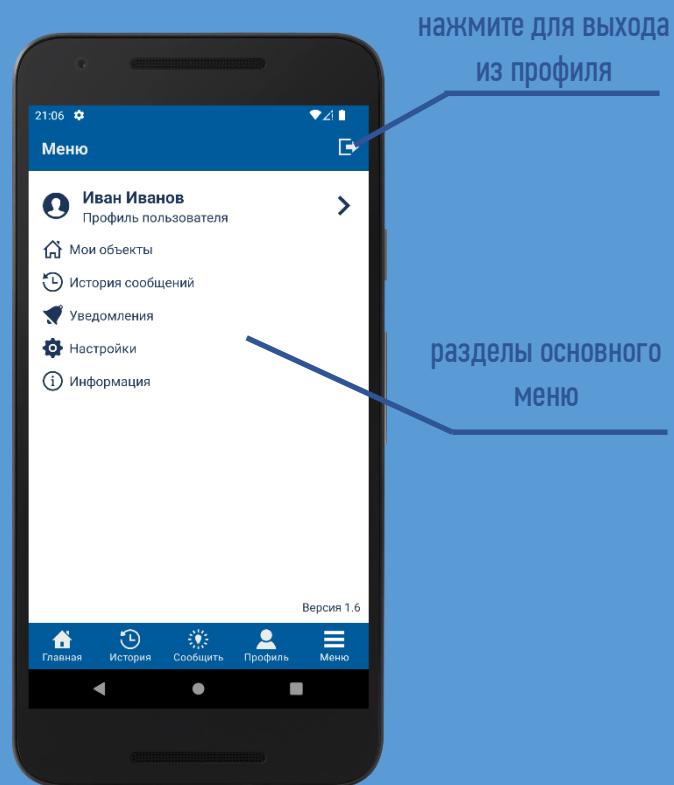 нажмите для выхода
из профиля
21:06
Меню
Иван Иванов
Профиль пользователя
Мои объекты
История сообщений
Уведомления
Настройки
Информация
разделы основного
меню
Версия 1.6
Главная История Сообщить Профиль Меню